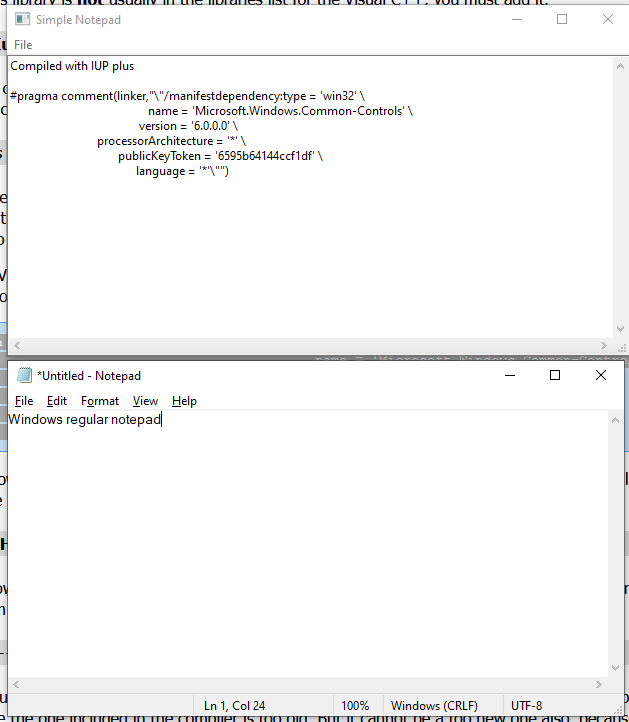 s library is not usually in the libraries list for the Visual C++, you must add it.
Simple Notepad
File
Compiled with IUP plus
#pragma comment(linker,"\"/manifestdependency:type = 'win32' \
name = 'Microsoft.Windows.Common-Controls' \
version = '6.0.0.0' \
processorArchitecture = '*' \
publicKeyToken = '6595b64144ccf1df' \
language = '*'\"")
name = 'Microsoft.Windows.Common-Contro
*Untitled - Notepad
File Edit Format View Help
Windows regular notepad
Ln 1, Col 24 100% Windows (CRLF) UTF-8
e the one included in the compiler is too old. But it cannot be a too new one also, becaus